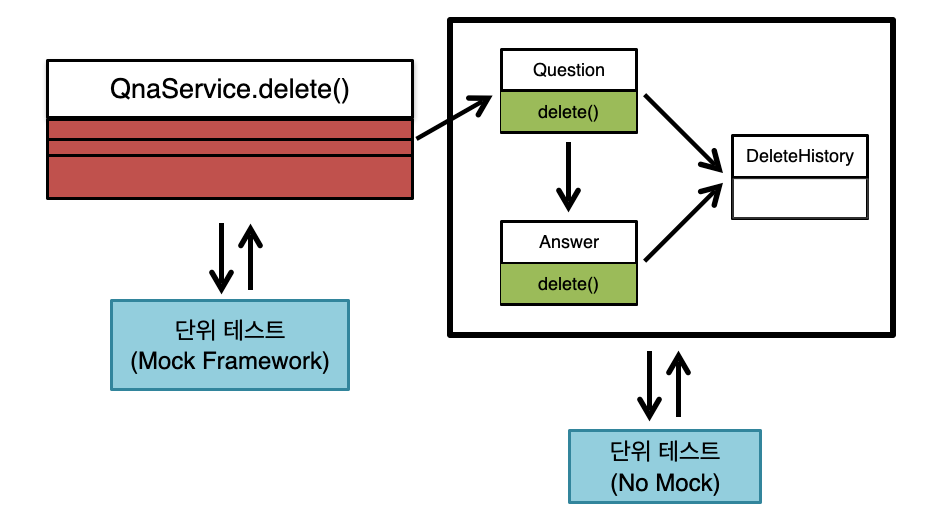 QnaService.delete()
Question
delete()
DeleteHistory
Answer
delete()
단위 테스트
(Mock Framework)
단위 테스트
(No Mock)